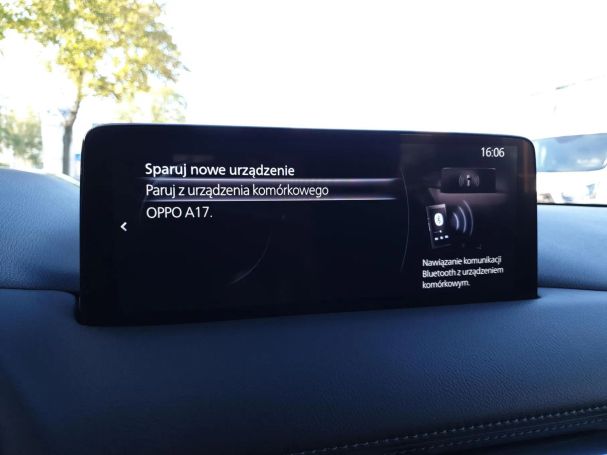 16:06
Sparuj nowe urządzenie
Paruj z urządzenia komórkowego
OPPO A17.
Nawiązanie komunikacji
Bluetooth z urządzeniem
komórkowym.